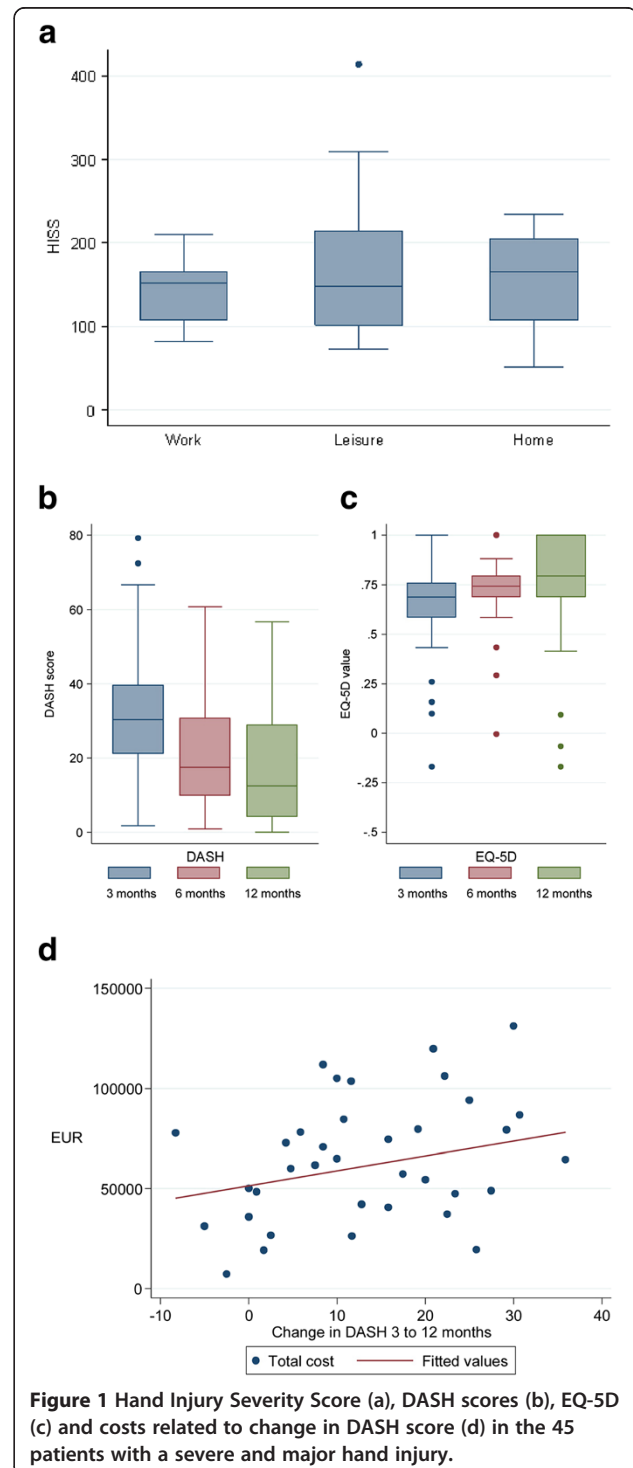 a
400
300
200
100
0
HISS
Work Leisure Home
b
80
60
40
20
0
DASH score
DASH
3 months 6 months 12 months
c
1
.75
.5
.25
0
-.25
-.5
EQ-5D value
EQ-5D
3 months 6 months 12 months
d
150000
100000
50000
0
EUR
-10 0 10 20 30 40
Change in DASH 3 to 12 months
Total cost Fitted values
Figure 1 Hand Injury Severity Score (a), DASH scores (b), EQ-5D
(c) and costs related to change in DASH score (d) in the 45
patients with a severe and major hand injury.